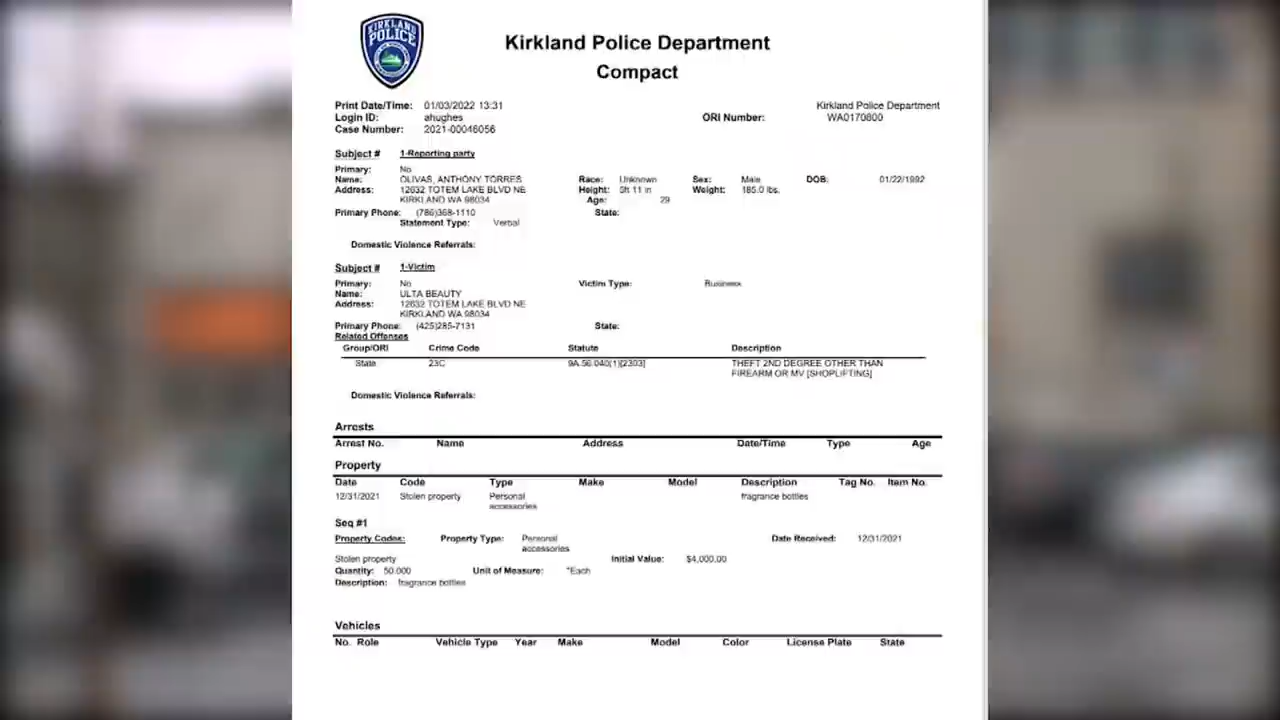 KIRKLAND
POLICE
Kirkland Police Department
Compact
Print Date/Time: 01/03/2022 13:31 Kirkland Police Department
Login ID: ahughes ORI Number: WA0170800
Case Number: 2021-00046056
Subject # 1-Reporting party
Primary: No
Name: OLIVAS, ANTHONY TORRES Race: Unknown Sex: Male DOB: 01/22/1992
Address: 12632 TOTEM LAKE BLVD NE Height: 5ft 11 in Weight: 185.0 lbs.
KIRKLAND WA 98034 Age: 29
Primary Phone: (786)368-1110 State:
Statement Type: Verbal
Domestic Violence Referrals:
Subject # 1-Victim
Primary: No Victim Type: Business
Name: ULTA BEAUTY
Address: 12632 TOTEM LAKE BLVD NE
KIRKLAND WA 98034
Primary Phone: (425)285-7131 State:
Related Offenses
Group/ORI Crime Code Statute Description
State 23C 9A.56.040(1)[2303] THEFT 2ND DEGREE OTHER THAN
FIREARM OR MV [SHOPLIFTING]
Domestic Violence Referrals:
Arrests
Arrest No. Name Address Date/Time Type Age
Property
Date Code Type Make Model Description Tag No. Item No.
12/31/2021 Stolen property Personal fragrance bottles
accessories
Seq #1
Property Codes: Property Type: Personal Date Received: 12/31/2021
accessories
Stolen property Initial Value: $4,000.00
Quantity: 50.000 Unit of Measure: "Each
Description: fragrance bottles
Vehicles
No. Role Vehicle Type Year Make Model Color License Plate State